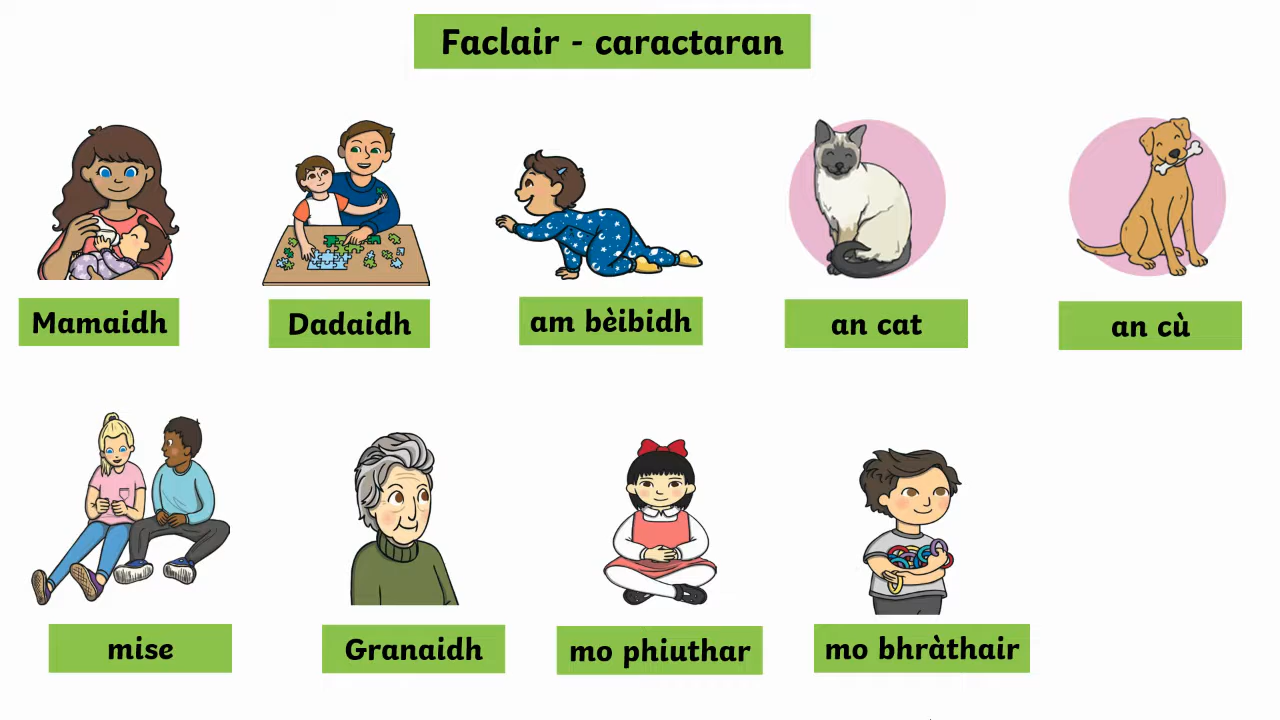 Faclair - caractaran
Mamaidh
Dadaidh
am bèibidh
an cat
an cù
mise
Granaidh
mo phiuthar
mo bhràthair